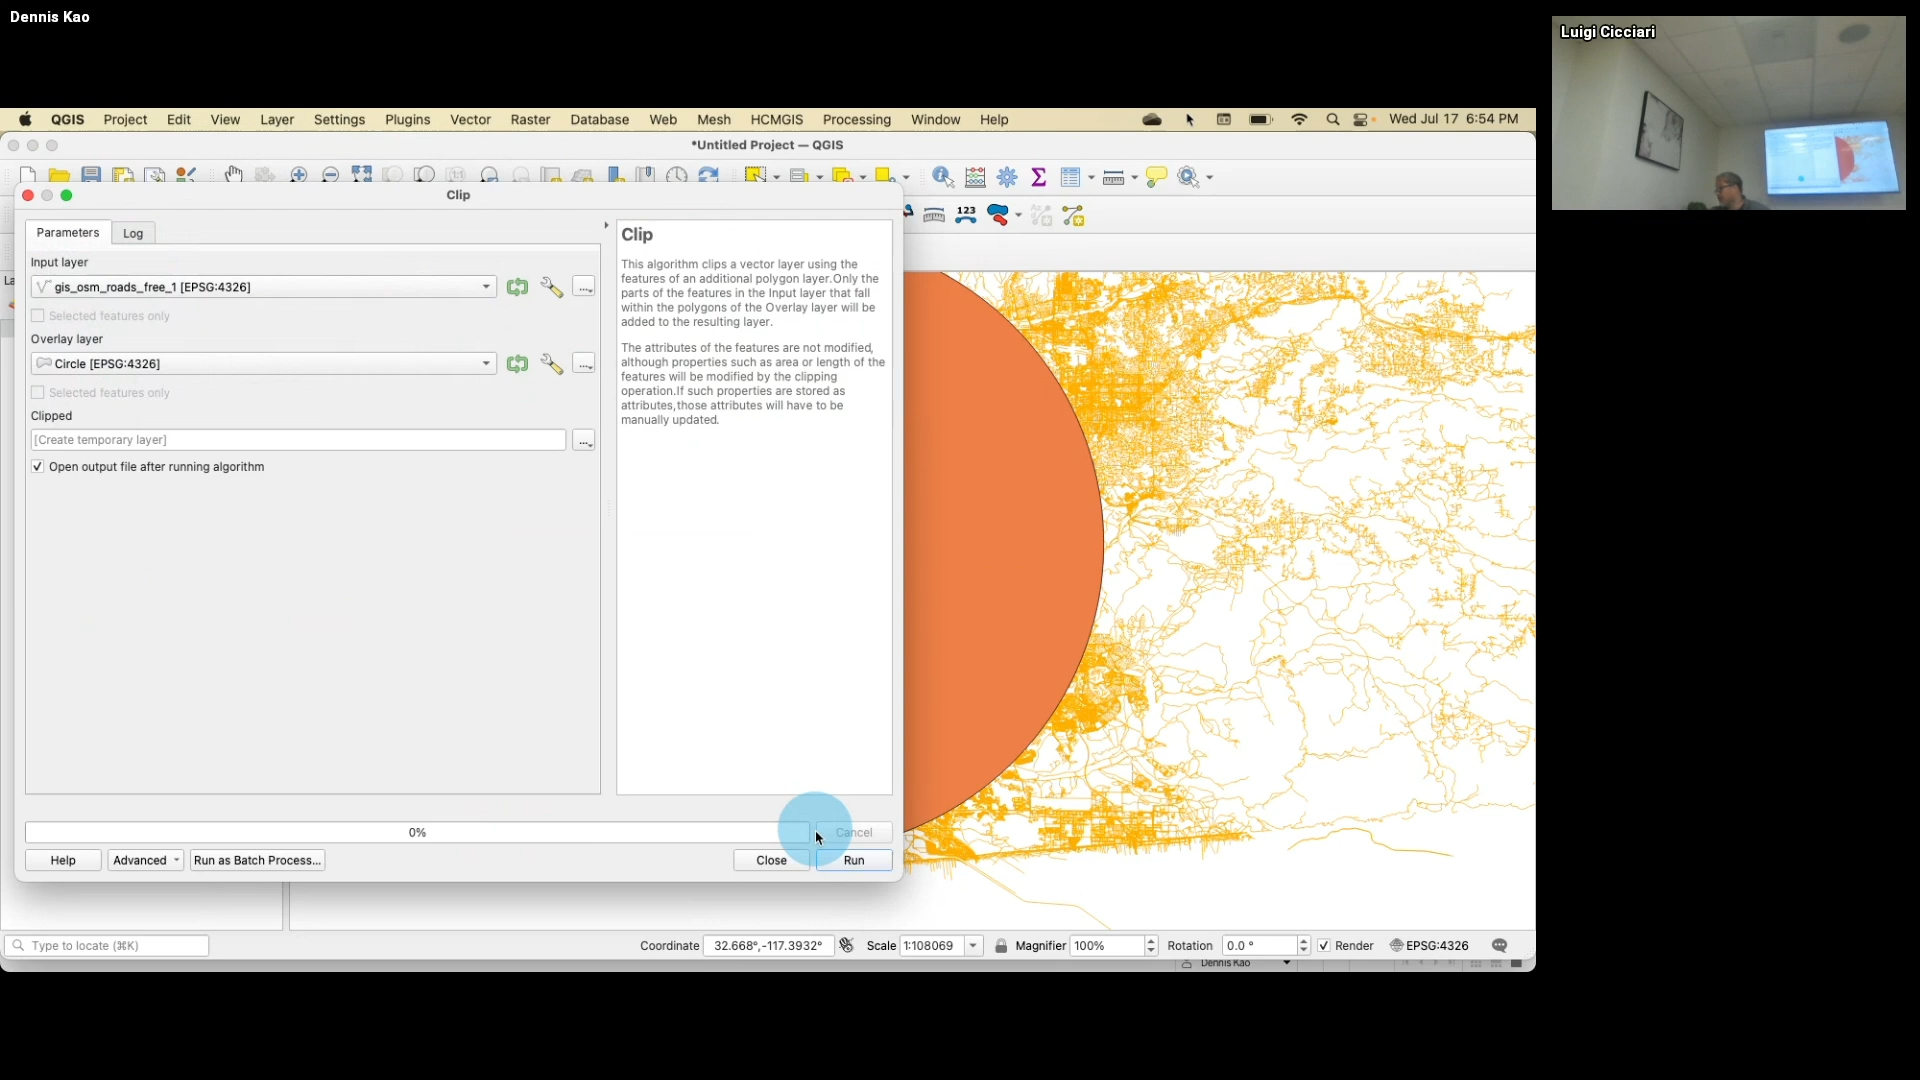 Dennis Kao
Luigi Cicciari
QGIS Project Edit View Layer Settings Plugins Vector Raster Database Web Mesh HCMGIS Processing Window Help Wed Jul 17 6:54 PM
*Untitled Project — QGIS
Clip
123
Parameters Log
Input layer
gis_osm_roads_free_1 [EPSG:4326]
...
Selected features only
Overlay layer
Circle [EPSG:4326]
...
Selected features only
Clipped
[Create temporary layer]
...
Open output file after running algorithm
Clip
This algorithm clips a vector layer using the
features of an additional polygon layer.Only the
parts of the features in the Input layer that fall
within the polygons of the Overlay layer will be
added to the resulting layer.
The attributes of the features are not modified,
although properties such as area or length of the
features will be modified by the clipping
operation.If such properties are stored as
attributes,those attributes will have to be
manually updated.
0%
Cancel
Help Advanced Run as Batch Process... Close Run
Type to locate (⌘K) Coordinate 32.668°,-117.3932° Scale 1:108069 Magnifier 100% Rotation 0.0 ° Render EPSG:4326
Dennis Kao